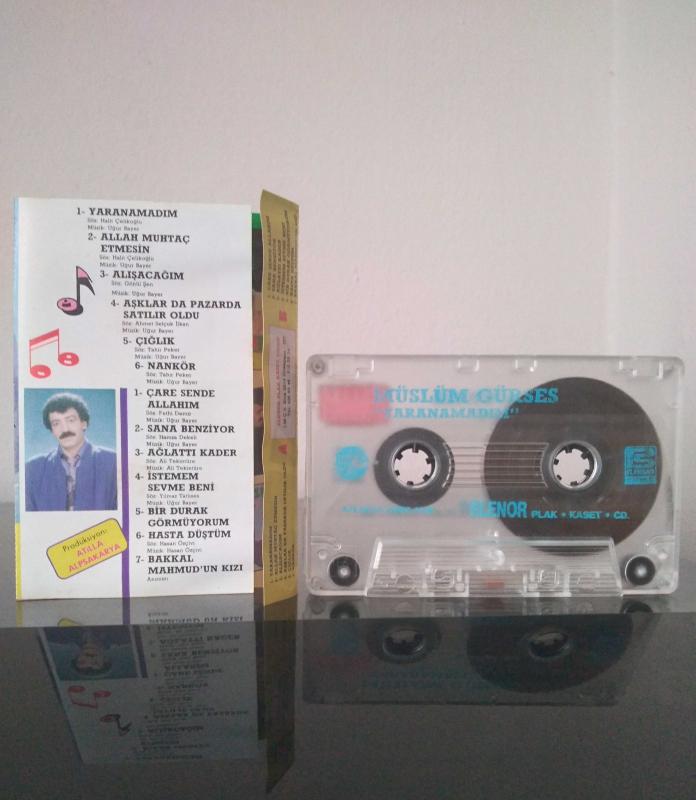 1- YARANAMADIM
Söz: Halit Çelikoğlu
Müzik: Uğur Bayar
2- ALLAH MUHTAÇ
ETMESİN
Söz: Halit Çelikoğlu
Müzik: Uğur Bayar
3- ALIŞACAĞIM
Söz: Gönül Şen
Müzik: Uğur Bayar
4- AŞKLAR DA PAZARDA
SATILIR OLDU
Söz: Ahmet Selçuk İlkan
Müzik: Uğur Bayar
5- ÇIĞLIK
Söz: Tahir Peker
Müzik: Uğur Bayar
6- NANKÖR
Söz: Tahir Peker
Müzik: Uğur Bayar
1- ÇARE SENDE
ALLAHIM
Söz: Fethi Demir
Müzik: Uğur Bayar
2- SANA BENZİYOR
Söz: Hamza Dekeli
Müzik: Uğur Bayar
3- AĞLATTI KADER
Söz: Ali Tekintüre
Müzik: Ali Tekintüre
4- İSTEMEM
SEVME BENİ
Söz: Yılmaz Tatlıses
Müzik: Uğur Bayar
5- BİR DURAK
GÖRMÜYORUM
6- HASTA DÜŞTÜM
Söz: Hasan Özçivi
Müzik: Hasan Özçivi
7- BAKKAL
MAHMUD'UN KIZI
Anonim
Prodüksiyon:
ATİLLA
ALPSAKARYA
MÜSLÜM GÜRSES
"YARANAMADIM"
ELENOR PLAK • KASET • CD.